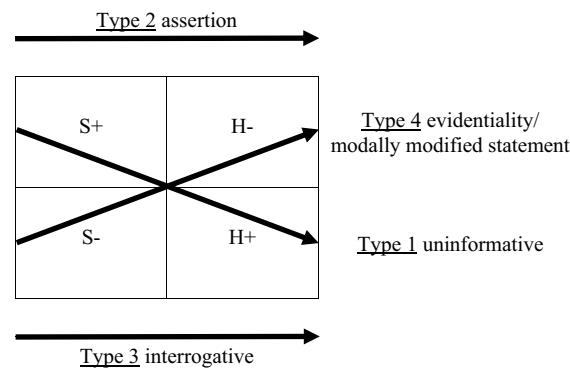 Type 2 assertion
S+
H-
Type 4 evidentiality/
modally modified statement
S-
H+
Type 1 uninformative
Type 3 interrogative